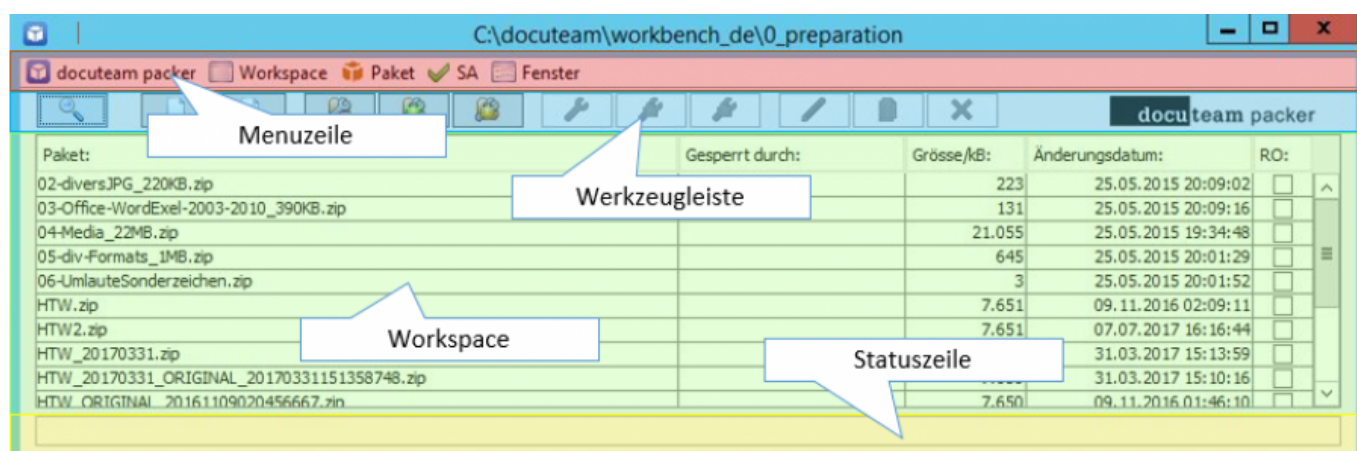 C:\docuteam\workbench_de\0_preparation
docuteam packer Workspace Paket SA Fenster
docuteam packer
Menuzeile
Paket: Gesperrt durch: Grösse/kB: Änderungsdatum: RO:
02-diversJPG_220KB.zip 223 25.05.2015 20:09:02
Werkzeugleiste
03-Office-WordExel-2003-2010_390KB.zip 131 25.05.2015 20:09:16
04-Media_22MB.zip 21.055 25.05.2015 19:34:48
05-div-Formats_1MB.zip 645 25.05.2015 20:01:29
06-UmlauteSonderzeichen.zip 3 25.05.2015 20:01:52
HTW.zip 7.651 09.11.2016 02:09:11
HTW2.zip 7.651 07.07.2017 16:16:44
Workspace
HTW_20170331.zip 31.03.2017 15:13:59
Statuszeile
HTW_20170331_ORIGINAL_20170331151358748.zip 31.03.2017 15:10:16
HTW_ORIGINAL_20161109020456667.zip 7.650 09.11.2016 01:46:10